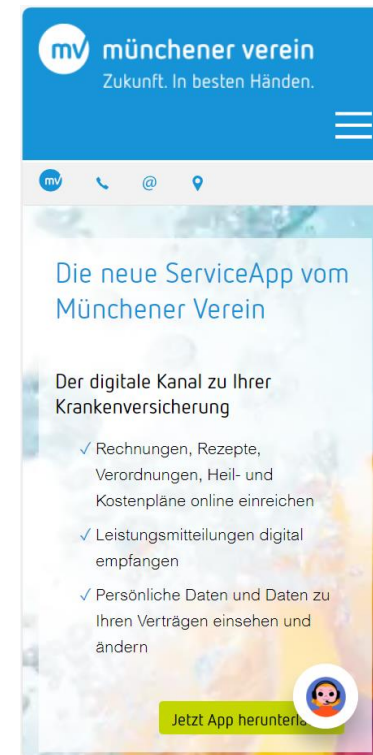 mv münchener verein
Zukunft. In besten Händen.
mv @
Die neue ServiceApp vom
Münchener Verein
Der digitale Kanal zu Ihrer
Krankenversicherung
✓ Rechnungen, Rezepte,
Verordnungen, Heil- und
Kostenpläne online einreichen
✓ Leistungsmitteilungen digital
empfangen
✓ Persönliche Daten und Daten zu
Ihren Verträgen einsehen und
ändern
Jetzt App